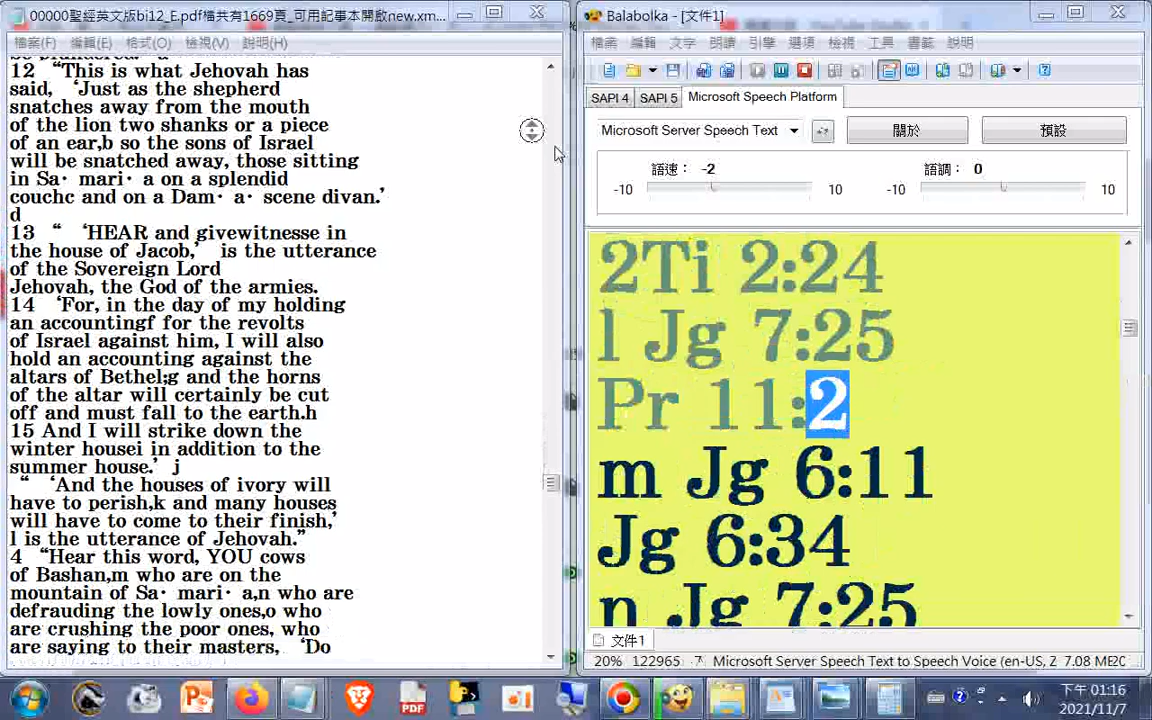 00000聖經英文版bi12_E.pdf檔共有1669頁_可用記事本開啟new.xm...
檔案(F) 編輯(E) 格式(O) 檢視(V) 說明(H)
12 “This is what Jehovah has
said, ‘Just as the shepherd
snatches away from the mouth
of the lion two shanks or a piece
of an ear,b so the sons of Israel
will be snatched away, those sitting
in Sa· mari· a on a splendid
couchc and on a Dam· a· scene divan.’
d
13 “ ‘HEAR and givewitnesse in
the house of Jacob,’ is the utterance
of the Sovereign Lord
Jehovah, the God of the armies.
14 ‘For, in the day of my holding
an accountingf for the revolts
of Israel against him, I will also
hold an accounting against the
altars of Bethel;g and the horns
of the altar will certainly be cut
off and must fall to the earth.h
15 And I will strike down the
winter housei in addition to the
summer house.’ j
“ ‘And the houses of ivory will
have to perish,k and many houses
will have to come to their finish,’
l is the utterance of Jehovah.”
4 “Hear this word, YOU cows
of Bashan,m who are on the
mountain of Sa· mari· a,n who are
defrauding the lowly ones,o who
are crushing the poor ones, who
are saying to their masters, ‘Do
Balabolka - [文件1]
檔案 編輯 文字 朗讀 引擎 選項 檢視 工具 書籤 說明
SAPI 4 SAPI 5 Microsoft Speech Platform
Microsoft Server Speech Text 關於 預設
語速： -2 語調： 0
-10 10 -10 10
2Ti 2:24
l Jg 7:25
Pr 11:2
m Jg 6:11
Jg 6:34
n Jg 7:25
文件1
20% 122965 Microsoft Server Speech Text to Speech Voice (en-US, Z 7.08 ME2C
下午 01:16
2021/11/7